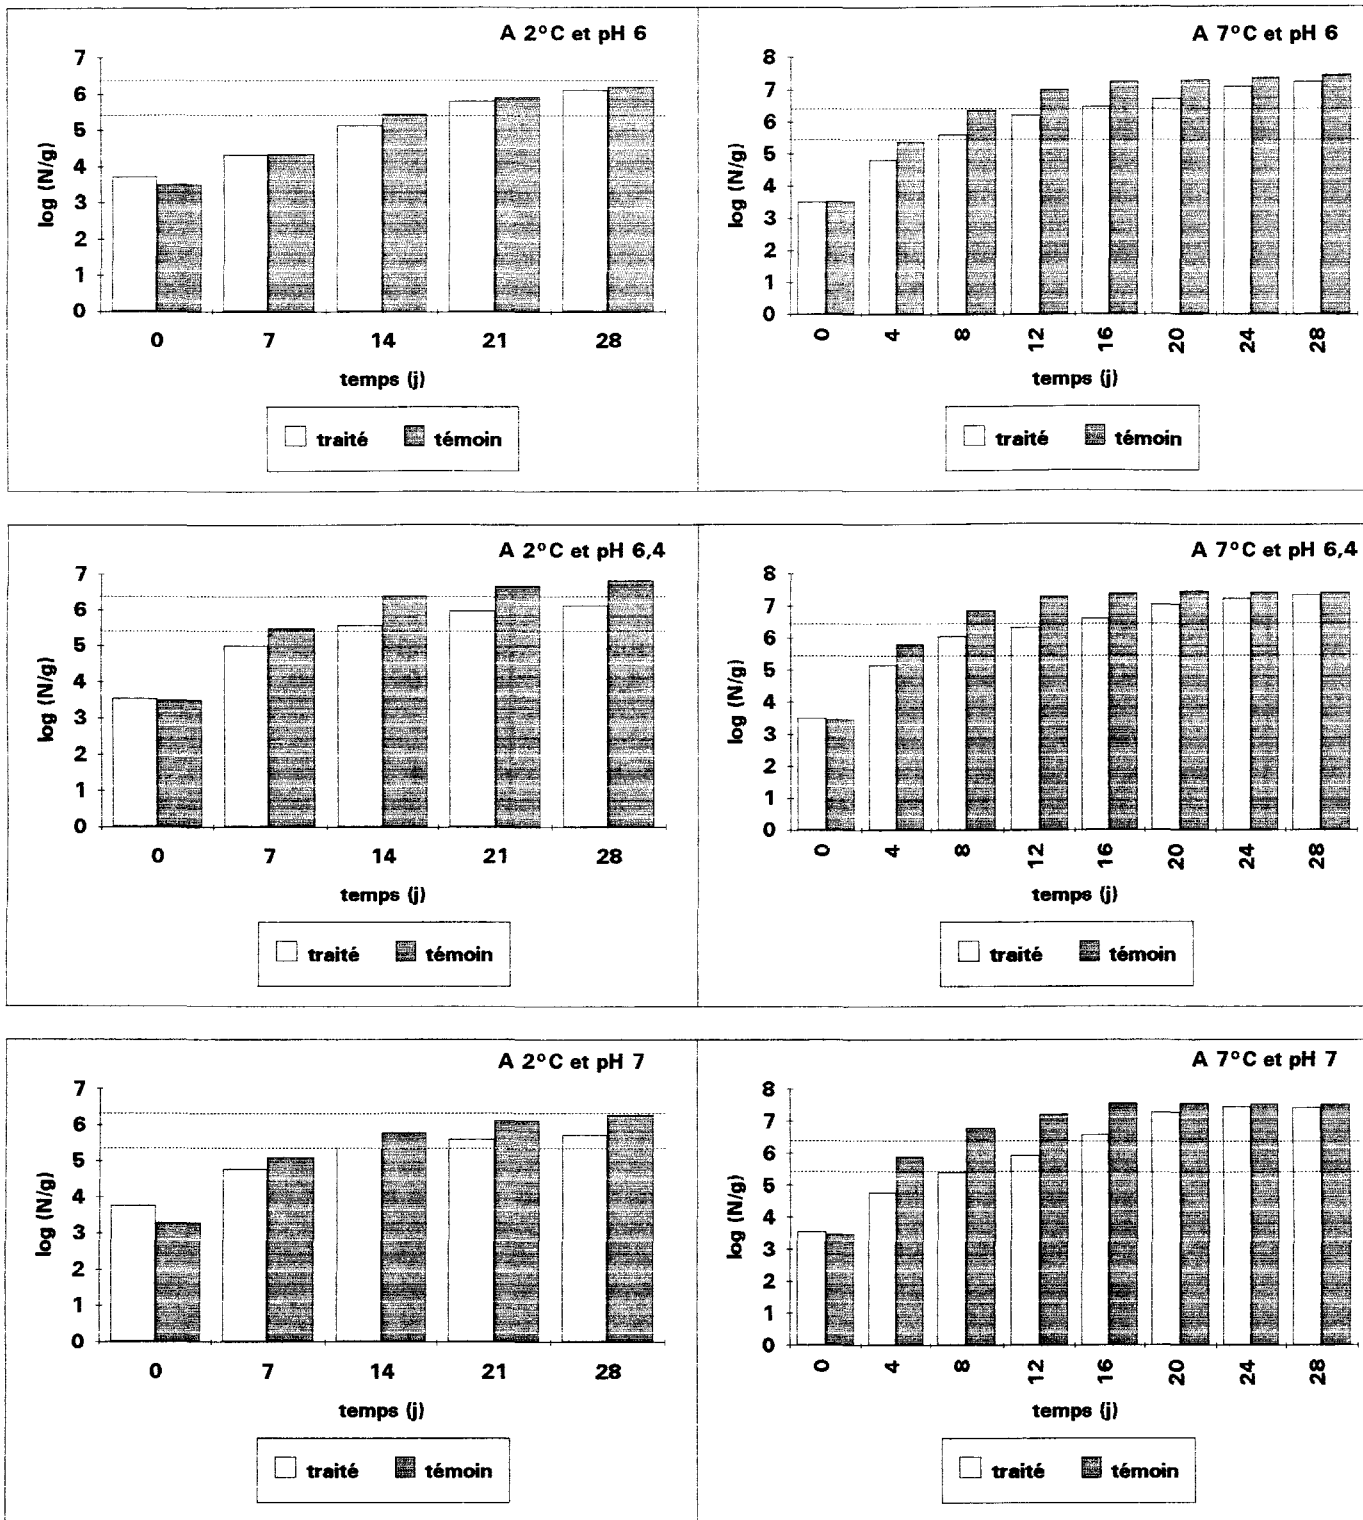 A 2°C et pH 6
7
6
5
4
3
2
1
0
log (N/g)
0 7 14 21 28
temps (j)
traité témoin
A 7°C et pH 6
8
7
6
5
4
3
2
1
0
log (N/g)
0 4 8 12 16 20 24 28
temps (j)
traité témoin
A 2°C et pH 6,4
7
6
5
4
3
2
1
0
log (N/g)
0 7 14 21 28
temps (j)
traité témoin
A 7°C et pH 6,4
8
7
6
5
4
3
2
1
0
log (N/g)
0 4 8 12 16 20 24 28
temps (j)
traité témoin
A 2°C et pH 7
7
6
5
4
3
2
1
0
log (N/g)
0 7 14 21 28
temps (j)
traité témoin
A 7°C et pH 7
8
7
6
5
4
3
2
1
0
log (N/g)
0 4 8 12 16 20 24 28
temps (j)
traité témoin